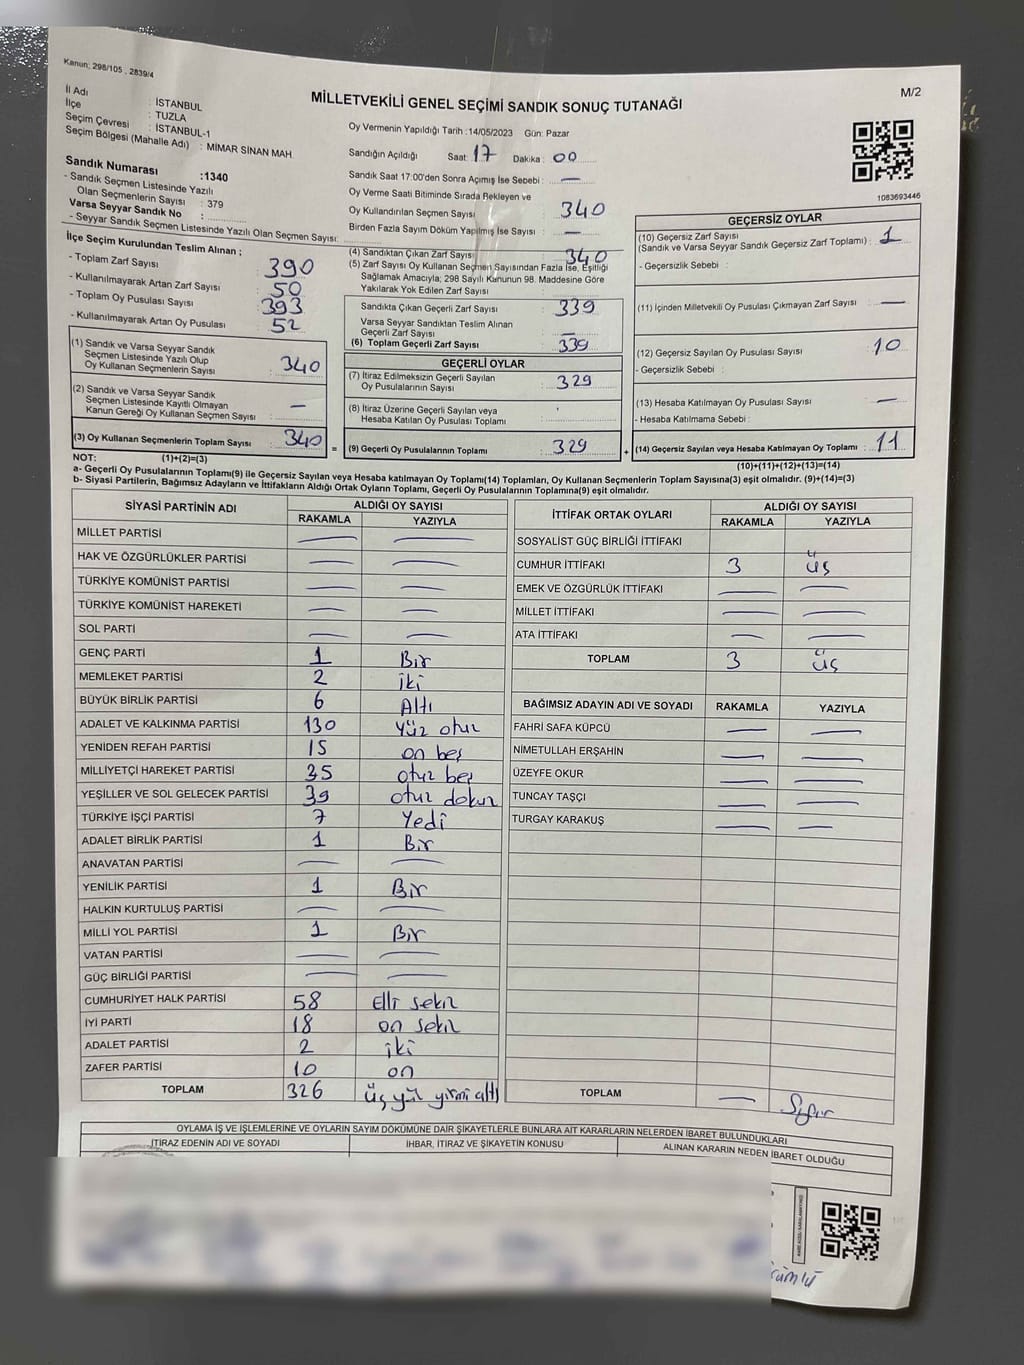 Kanun; 298/105 , 2839/4
M/2
MİLLETVEKİLİ GENEL SEÇİMİ SANDIK SONUÇ TUTANAĞI
İl Adı : İSTANBUL
İlçe : TUZLA
Seçim Çevresi : İSTANBUL-1
Seçim Bölgesi (Mahalle Adı) : MİMAR SİNAN MAH.
Sandık Numarası :1340
- Sandık Seçmen Listesinde Yazılı
Olan Seçmenlerin Sayısı : 379
Varsa Seyyar Sandık No :
- Seyyar Sandık Seçmen Listesinde Yazılı Olan Seçmen Sayısı:
Oy Vermenin Yapıldığı Tarih :14/05/2023 Gün: Pazar
Sandığın Açıldığı Saat: 17 Dakika : 00
Sandık Saat 17:00'den Sonra Açılmış İse Sebebi : —
Oy Verme Saati Bitiminde Sırada Bekleyen ve
Oy Kullandırılan Seçmen Sayısı : 340
Birden Fazla Sayım Döküm Yapılmış İse Sayısı : —
1083693446
İlçe Seçim Kurulundan Teslim Alınan ;
- Toplam Zarf Sayısı : 390
- Kullanılmayarak Artan Zarf Sayısı : 50
- Toplam Oy Pusulası Sayısı : 393
- Kullanılmayarak Artan Oy Pusulası : 52
(4) Sandıktan Çıkan Zarf Sayısı : 340
(5) Zarf Sayısı Oy Kullanan Seçmen Sayısından Fazla İse, Eşitliği
Sağlamak Amacıyla; 298 Sayılı Kanunun 98. Maddesine Göre
Yakılarak Yok Edilen Zarf Sayısı :
Sandıkta Çıkan Geçerli Zarf Sayısı : 339
Varsa Seyyar Sandıktan Teslim Alınan
Geçerli Zarf Sayısı : —
(6) Toplam Geçerli Zarf Sayısı : 339
GEÇERSİZ OYLAR
(10) Geçersiz Zarf Sayısı
(Sandık ve Varsa Seyyar Sandık Geçersiz Zarf Toplamı) : 1
- Geçersizlik Sebebi :
(11) İçinden Milletvekili Oy Pusulası Çıkmayan Zarf Sayısı : —
(12) Geçersiz Sayılan Oy Pusulası Sayısı : 10
- Geçersizlik Sebebi :
(13) Hesaba Katılmayan Oy Pusulası Sayısı : —
- Hesaba Katılmama Sebebi :
(14) Geçersiz Sayılan veya Hesaba Katılmayan Oy Toplamı : 11
(10)+(11)+(12)+(13)=(14)
(1) Sandık ve Varsa Seyyar Sandık
Seçmen Listesinde Yazılı Olup
Oy Kullanan Seçmenlerin Sayısı : 340
(2) Sandık ve Varsa Seyyar Sandık
Seçmen Listesinde Kayıtlı Olmayan
Kanun Gereği Oy Kullanan Seçmen Sayısı : —
(3) Oy Kullanan Seçmenlerin Toplam Sayısı : 340 =
(1)+(2)=(3)
GEÇERLİ OYLAR
(7) İtiraz Edilmeksizin Geçerli Sayılan
Oy Pusulalarının Sayısı : 329
(8) İtiraz Üzerine Geçerli Sayılan veya
Hesaba Katılan Oy Pusulası Toplamı :
(9) Geçerli Oy Pusulalarının Toplamı : 329 +
NOT:
a- Geçerli Oy Pusulalarının Toplamı(9) ile Geçersiz Sayılan veya Hesaba katılmayan Oy Toplamı(14) Toplamları, Oy Kullanan Seçmenlerin Toplam Sayısına(3) eşit olmalıdır. (9)+(14)=(3)
b- Siyasi Partilerin, Bağımsız Adayların ve İttifakların Aldığı Ortak Oyların Toplamı, Geçerli Oy Pusulalarının Toplamına(9) eşit olmalıdır.
SİYASİ PARTİNİN ADI ALDIĞI OY SAYISI
RAKAMLA YAZIYLA
MİLLET PARTİSİ — —
HAK VE ÖZGÜRLÜKLER PARTİSİ — —
TÜRKİYE KOMÜNİST PARTİSİ — —
TÜRKİYE KOMÜNİST HAREKETİ — —
SOL PARTİ — —
GENÇ PARTİ 1 Bir
MEMLEKET PARTİSİ 2 iki
BÜYÜK BİRLİK PARTİSİ 6 Altı
ADALET VE KALKINMA PARTİSİ 130 Yüz otuz
YENİDEN REFAH PARTİSİ 15 on beş
MİLLİYETÇİ HAREKET PARTİSİ 35 otuz beş
YEŞİLLER VE SOL GELECEK PARTİSİ 39 otuz dokuz
TÜRKİYE İŞÇİ PARTİSİ 7 Yedi
ADALET BİRLİK PARTİSİ 1 Bir
ANAVATAN PARTİSİ — —
YENİLİK PARTİSİ 1 Bir
HALKIN KURTULUŞ PARTİSİ — —
MİLLİ YOL PARTİSİ 1 Bir
VATAN PARTİSİ — —
GÜÇ BİRLİĞİ PARTİSİ — —
CUMHURİYET HALK PARTİSİ 58 Elli sekiz
İYİ PARTİ 18 on sekiz
ADALET PARTİSİ 2 iki
ZAFER PARTİSİ 10 on
TOPLAM 326 üç yüz yirmi altı
İTTİFAK ORTAK OYLARI ALDIĞI OY SAYISI
RAKAMLA YAZIYLA
SOSYALİST GÜÇ BİRLİĞİ İTTİFAKI
CUMHUR İTTİFAKI 3 üç
EMEK VE ÖZGÜRLÜK İTTİFAKI — —
MİLLET İTTİFAKI — —
ATA İTTİFAKI — —
TOPLAM 3 üç
BAĞIMSIZ ADAYIN ADI VE SOYADI RAKAMLA YAZIYLA
FAHRİ SAFA KÜPCÜ — —
NİMETULLAH ERŞAHİN — —
ÜZEYFE OKUR — —
TUNCAY TAŞÇI — —
TURGAY KARAKUŞ — —
TOPLAM — Sıfır
OYLAMA İŞ VE İŞLEMLERİNE VE OYLARIN SAYIM DÖKÜMÜNE DAİR ŞİKAYETLERLE BUNLARA AİT KARARLARIN NELERDEN İBARET BULUNDUKLARI
İTİRAZ EDENİN ADI VE SOYADI İHBAR, İTİRAZ VE ŞİKAYETİN KONUSU ALINAN KARARIN NEDEN İBARET OLDUĞU